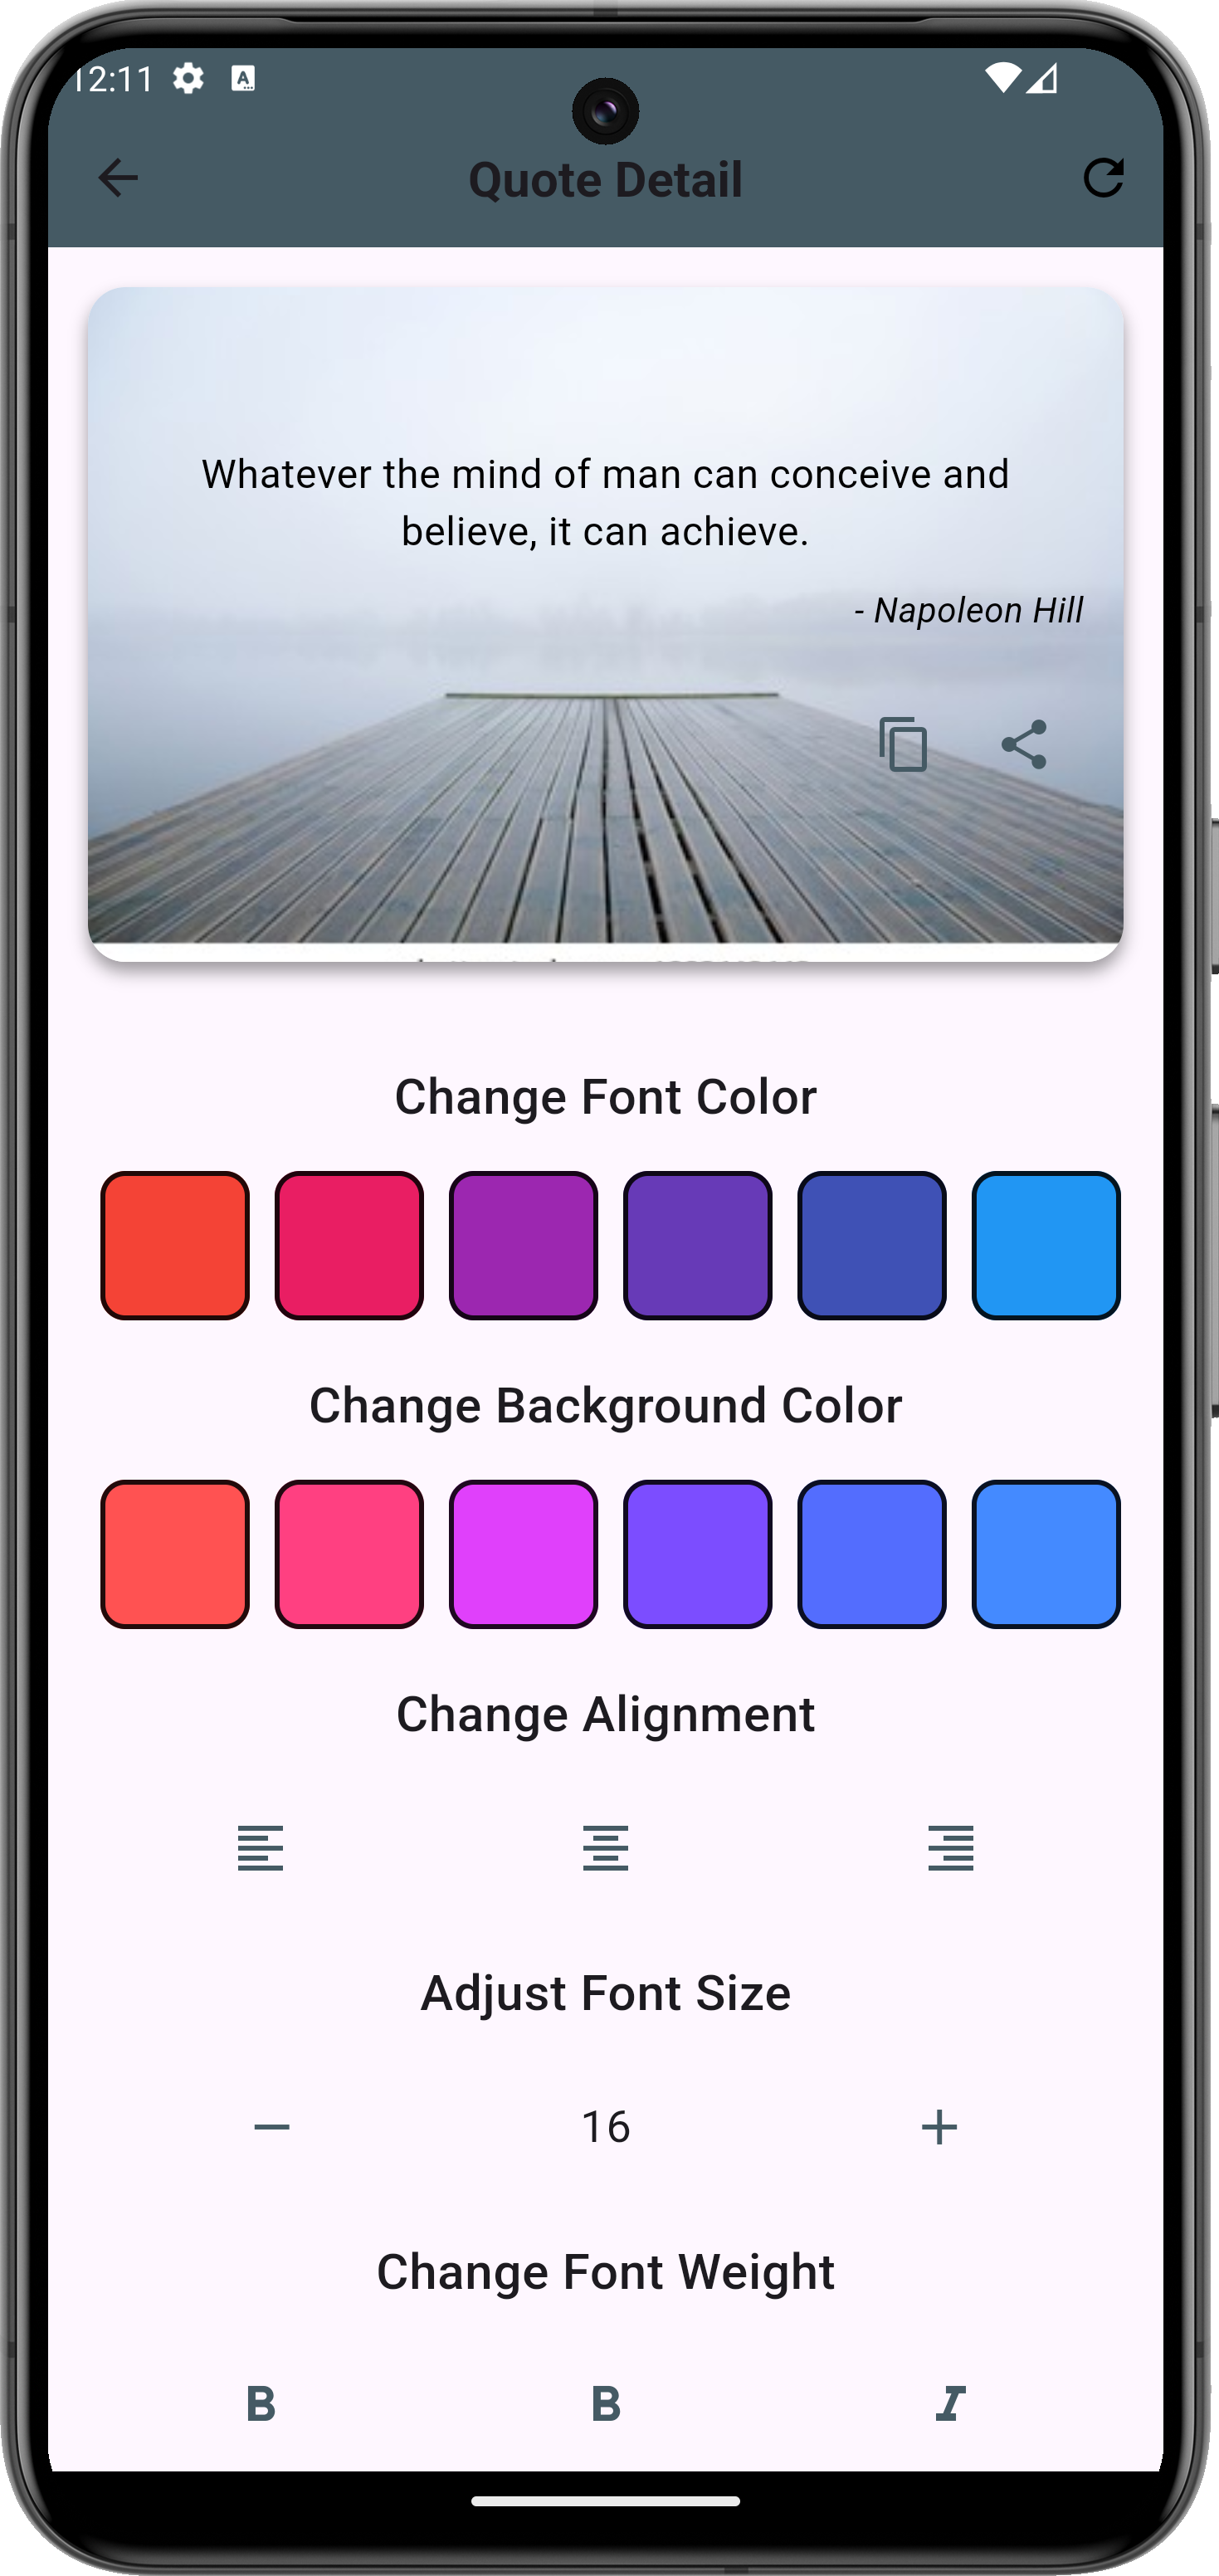 12:11
Quote Detail
Whatever the mind of man can conceive and
believe, it can achieve.
- Napoleon Hill
Change Font Color
Change Background Color
Change Alignment
Adjust Font Size
16
Change Font Weight
B B I